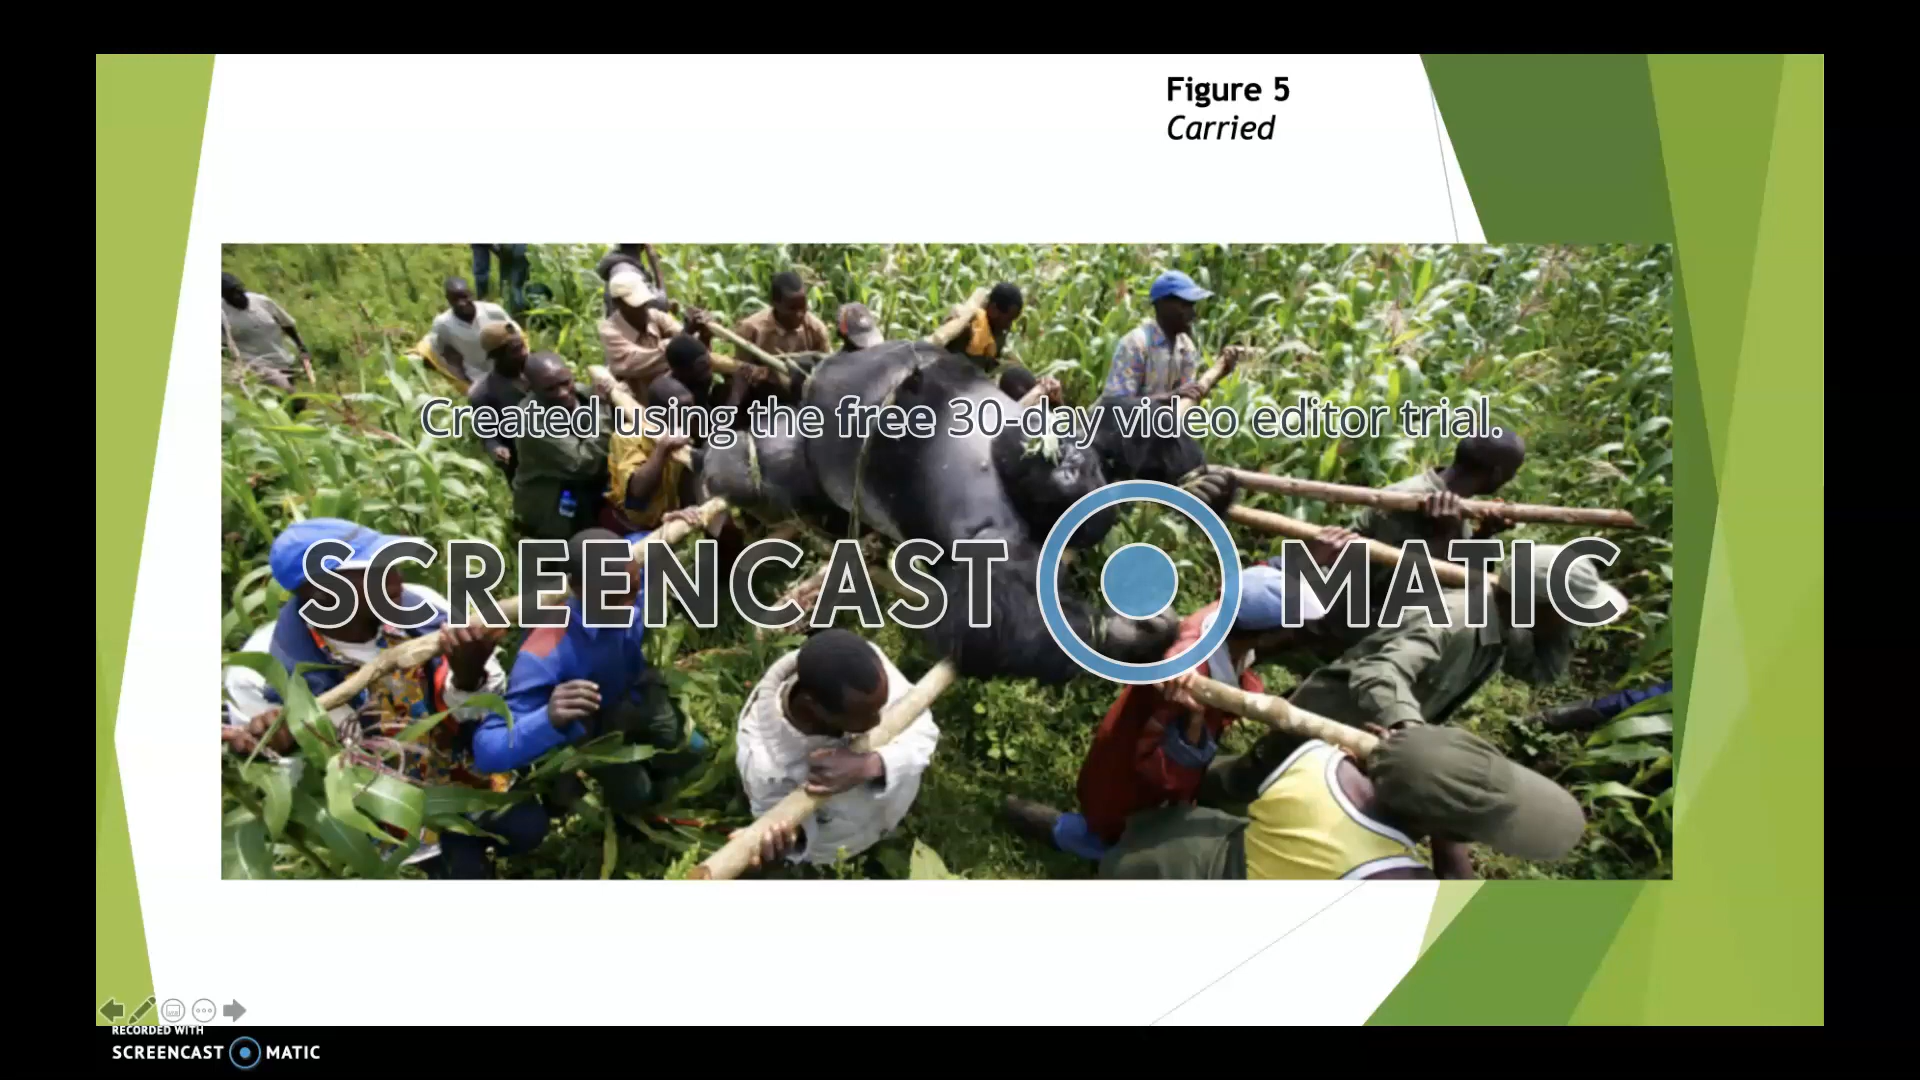 Figure 5
Carried
Created using the free 30-day video editor trial.
SCREENCAST MATIC
RECORDED WITH
SCREENCAST MATIC